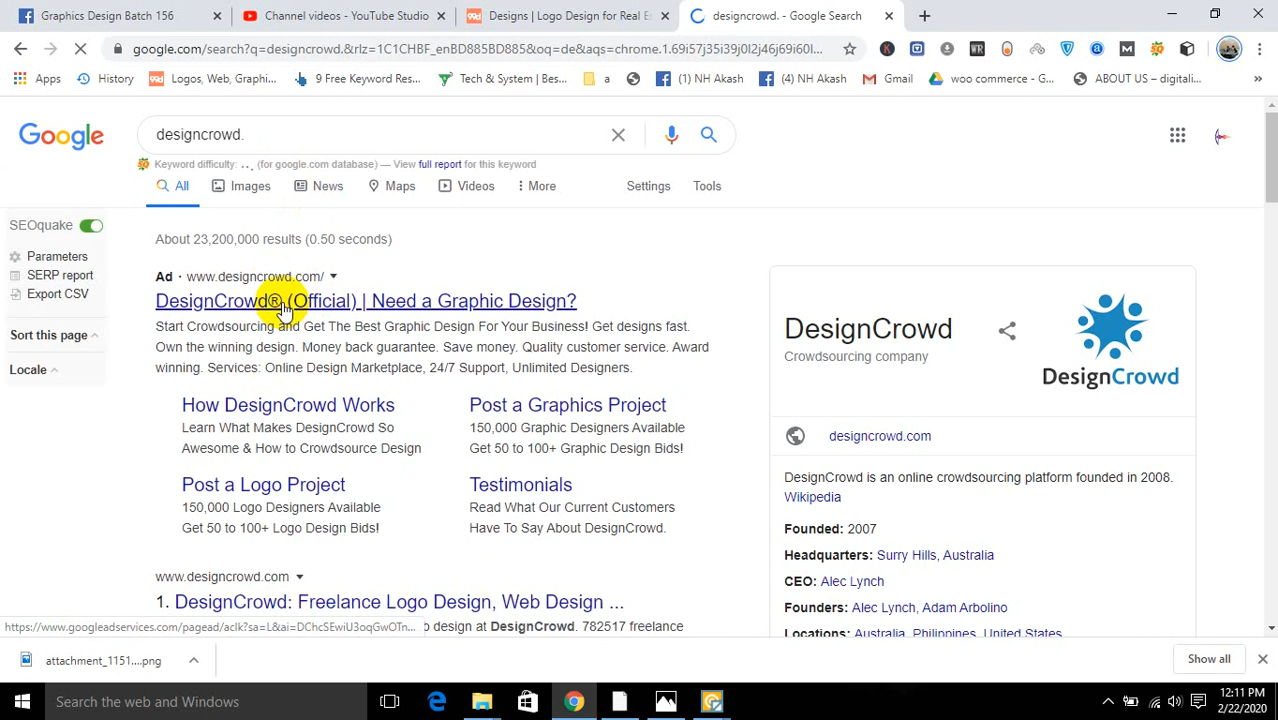 Graphics Design Batch 156
Channel videos - YouTube Studio
Designs | Logo Design for Real Es
designcrowd. - Google Search
google.com/search?q=designcrowd.&rlz=1C1CHBF_enBD885BD885&oq=de&aqs=chrome.1.69i57j35i39j0l2j46j69i60l...
Apps
History
Logos, Web, Graphi...
9 Free Keyword Res...
Tech & System | Bes...
a
(1) NH Akash
(4) NH Akash
Gmail
woo commerce - G...
ABOUT US – digitali...
Google
designcrowd.
Keyword difficulty: ... (for google.com database) — View full report for this keyword
All
Images
News
Maps
Videos
More
Settings
Tools
SEOquake
Parameters
SERP report
Export CSV
Sort this page
Locale
About 23,200,000 results (0.50 seconds)
Ad · www.designcrowd.com/
DesignCrowd® (Official) | Need a Graphic Design?
Start Crowdsourcing and Get The Best Graphic Design For Your Business! Get designs fast.
Own the winning design. Money back guarantee. Save money. Quality customer service. Award
winning. Services: Online Design Marketplace, 24/7 Support, Unlimited Designers.
How DesignCrowd Works
Learn What Makes DesignCrowd So
Awesome & How to Crowdsource Design
Post a Graphics Project
150,000 Graphic Designers Available
Get 50 to 100+ Graphic Design Bids!
Post a Logo Project
150,000 Logo Designers Available
Get 50 to 100+ Logo Design Bids!
Testimonials
Read What Our Current Customers
Have To Say About DesignCrowd.
www.designcrowd.com
1. DesignCrowd: Freelance Logo Design, Web Design ...
o design at DesignCrowd. 782517 freelance
DesignCrowd
Crowdsourcing company
DesignCrowd
designcrowd.com
DesignCrowd is an online crowdsourcing platform founded in 2008.
Wikipedia
Founded: 2007
Headquarters: Surry Hills, Australia
CEO: Alec Lynch
Founders: Alec Lynch, Adam Arbolino
Locations: Australia, Philippines, United States
https://www.googleadservices.com/pagead/aclk?sa=L&ai=DChcSEwiU3oqGwOTn...
attachment_1151....png
Show all
Search the web and Windows
12:11 PM
2/22/2020